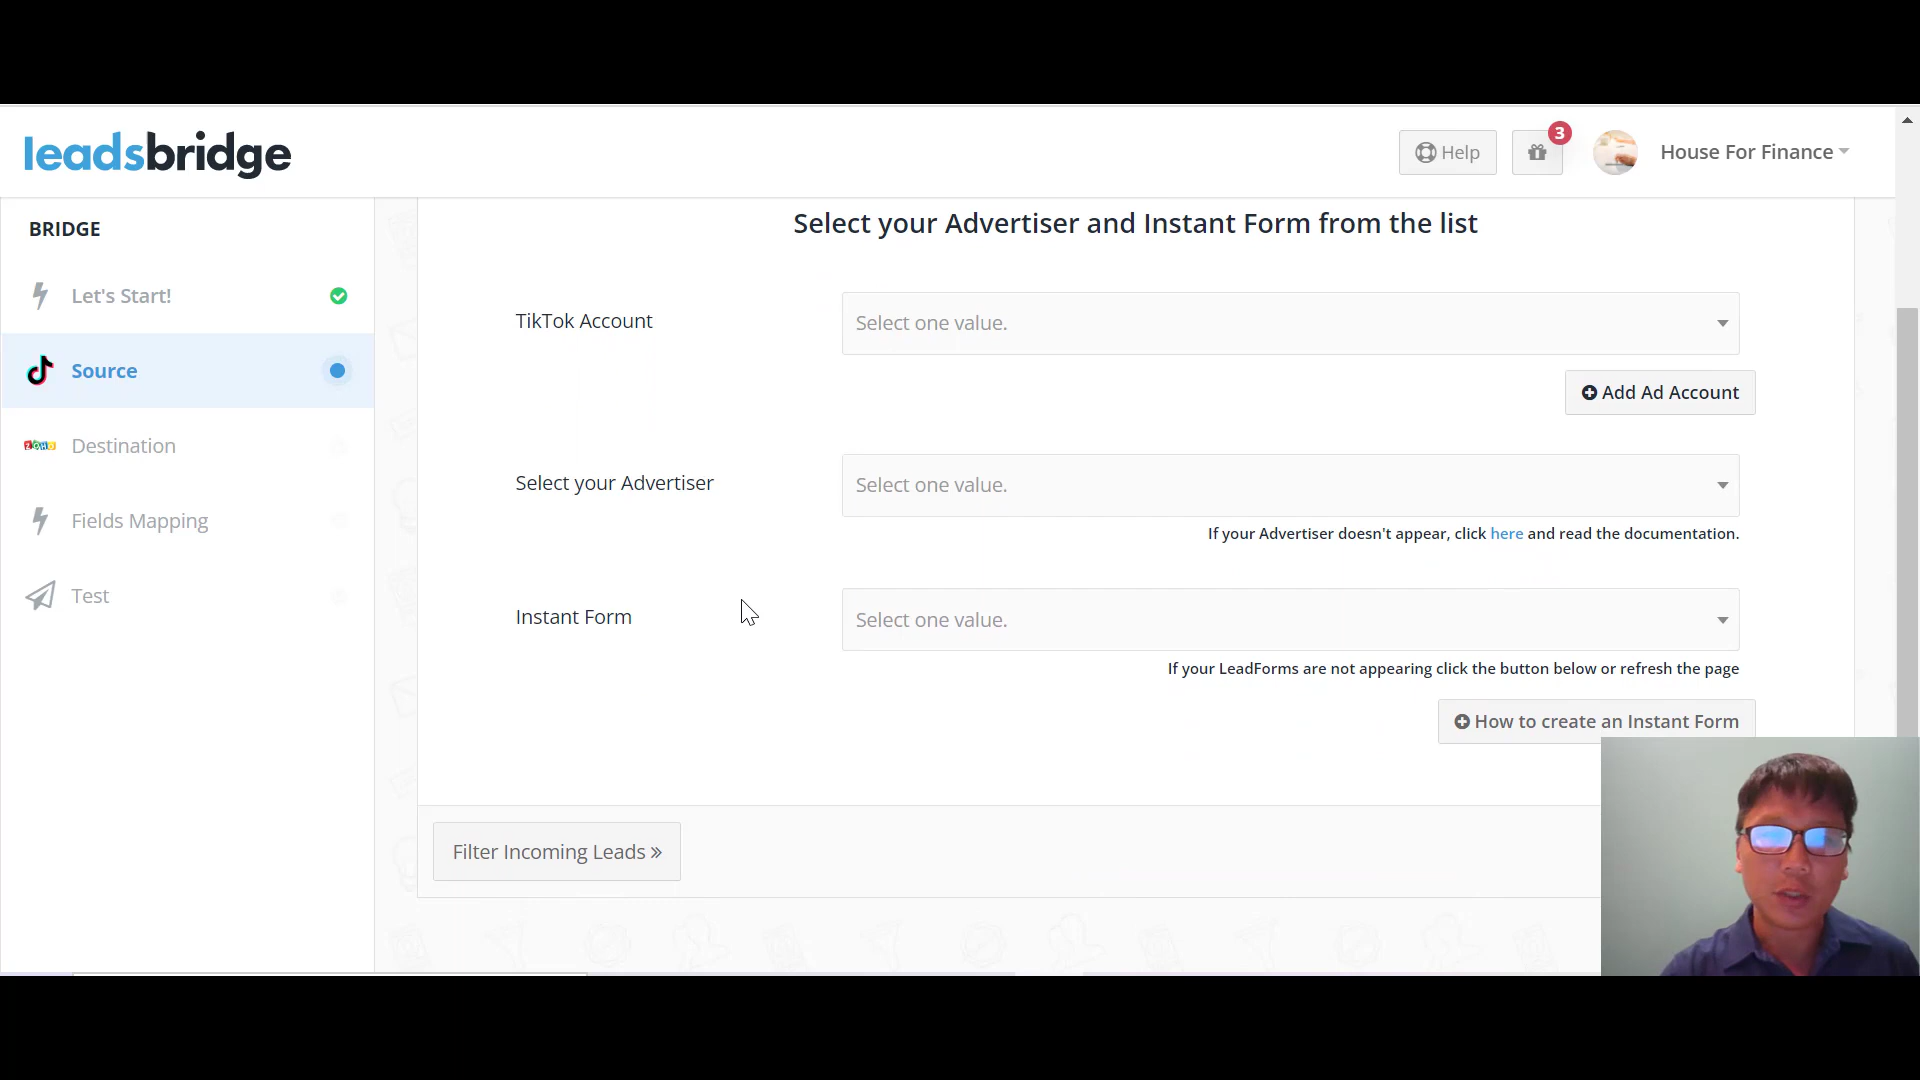 leadsbridge
Help
3
House For Finance
BRIDGE
Let's Start!
Source
ZOHO Destination
Fields Mapping
Test
Select your Advertiser and Instant Form from the list
TikTok Account
Select one value.
Add Ad Account
Select your Advertiser
Select one value.
If your Advertiser doesn't appear, click here and read the documentation.
Instant Form
Select one value.
If your LeadForms are not appearing click the button below or refresh the page
How to create an Instant Form
Filter Incoming Leads »